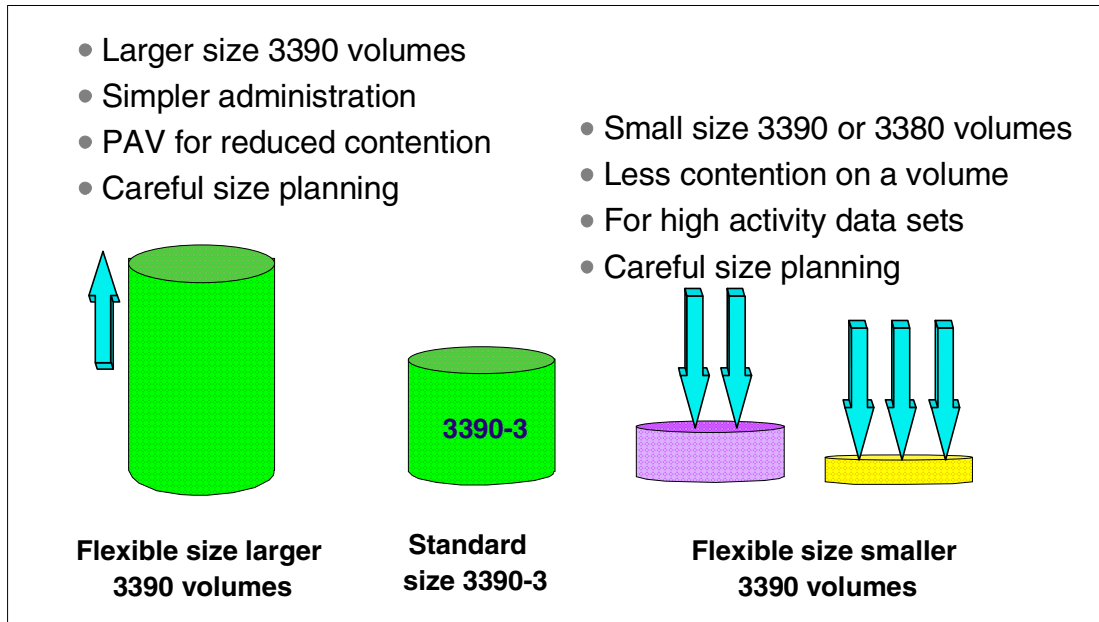 • Larger size 3390 volumes
• Simpler administration
• PAV for reduced contention
• Careful size planning
• Small size 3390 or 3380 volumes
• Less contention on a volume
• For high activity data sets
• Careful size planning
3390-3
Flexible size larger
3390 volumes
Standard
size 3390-3
Flexible size smaller
3390 volumes